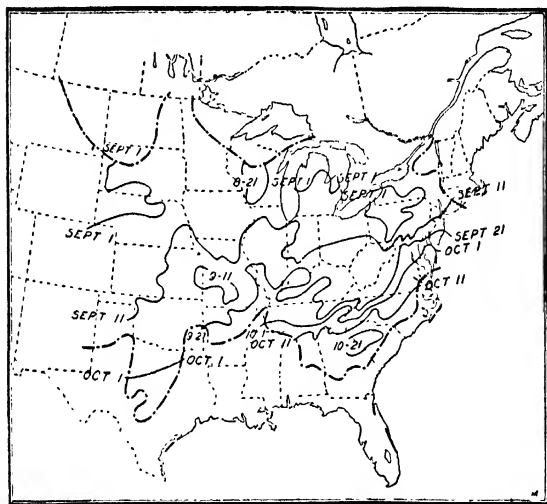 SEPT 1
8-21
SEPT 1
SEPT 1
SEPT 1
SEPT 11
SEPT 1
SEPT 21
OCT 1
9-11
OCT 11
SEPT 11
9-21
10-1
OCT 11
10-21
OCT 1
OCT 1